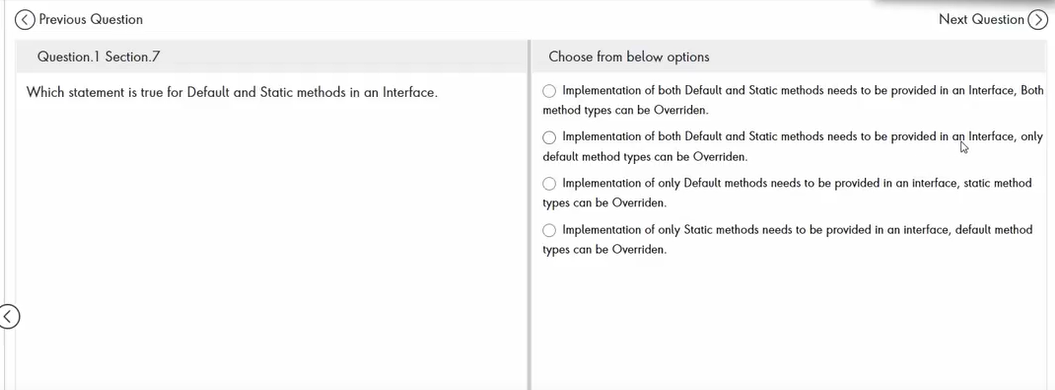 Previous Question
Next Question
Question.1 Section.7
Choose from below options
Which statement is true for Default and Static methods in an Interface.
Implementation of both Default and Static methods needs to be provided in an Interface, Both
method types can be Overriden.
Implementation of both Default and Static methods needs to be provided in an Interface, only
default method types can be Overriden.
Implementation of only Default methods needs to be provided in an interface, static method
types can be Overriden.
Implementation of only Static methods needs to be provided in an interface, default method
types can be Overriden.